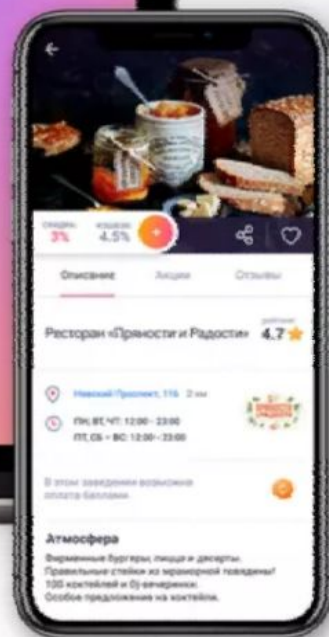 скидка
3%
кэшбэк
4.5%
Описание Акции Отзывы
рейтинг
Ресторан «Пряности и Радости» 4.7
Невский Проспект, 116 2 км
ПН, ВТ, ЧТ: 12:00 - 23:00
ПТ, СБ - ВС: 12:00 - 23:00
В этом заведении возможна
оплата баллами
Атмосфера
Фирменные бургеры, пицца и десерты.
Правильные стейки из мраморной говядины!
100 коктейлей и Dj-вечеринки.
Особое предложение на коктейли.